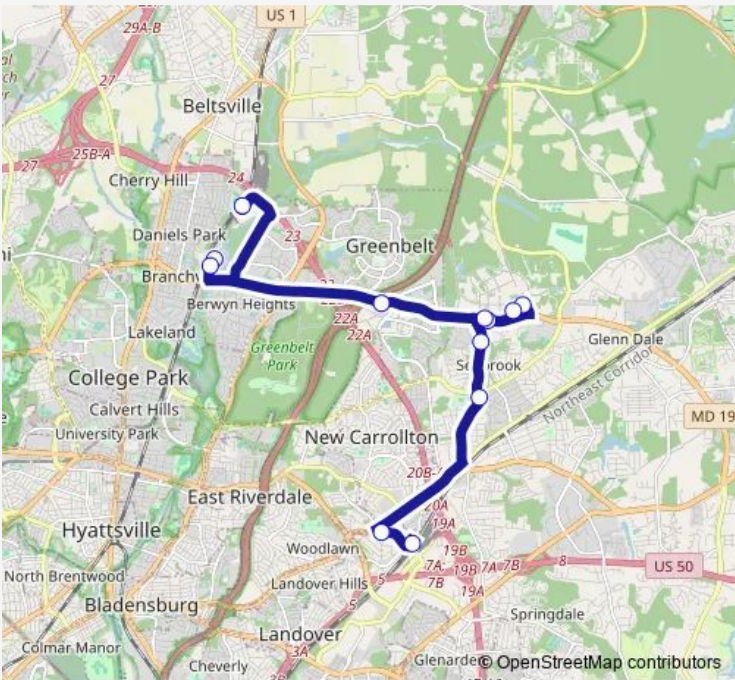 US 1
29A-B
27
Beltsville
25B-A
27
Cherry Hill
24
Daniels Park
23
Greenbelt
Berwyn Heights
22A
22A
Greenbelt
Park
Lakeland
Glenn Dale
College Park
Calvert Hills
University Park
Northeast Corridor
New Carrollton
20B-
20A
East Riverdale
19A
Hyattsville
Woodlawn
19B
7A;
7B
19B
7A
7B
8
US 50
5
North Brentwood
Landover Hills
19A
5
Bladensburg
Springdale
Landover
3A
Colmar Manor
Cheverly
© OpenStreetMap contributors